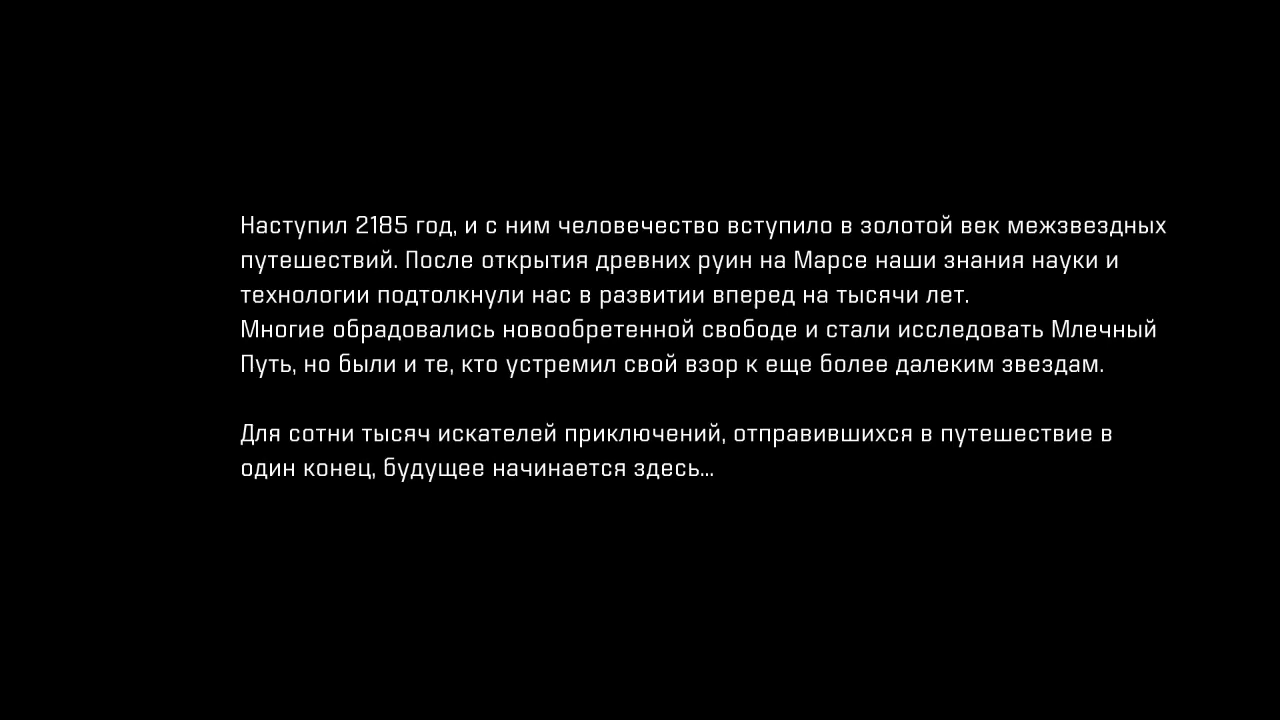 Наступил 2185 год, и с ним человечество вступило в золотой век межзвездных
путешествий. После открытия древних руин на Марсе наши знания науки и
технологии подтолкнули нас в развитии вперед на тысячи лет.
Многие обрадовались новообретенной свободе и стали исследовать Млечный
Путь, но были и те, кто устремил свой взор к еще более далеким звездам.
Для сотни тысяч искателей приключений, отправившихся в путешествие в
один конец, будущее начинается здесь...